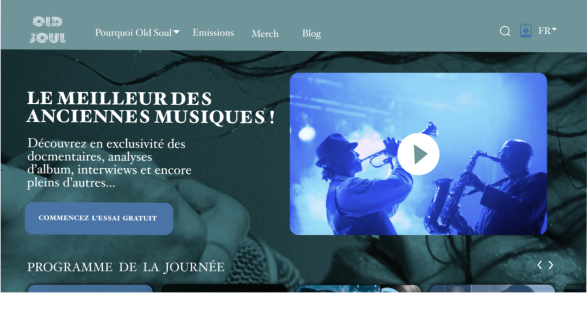 OLD
JOUL
Pourquoi Old Soul
Emissions
Merch
Blog
FR
LE MEILLEUR DES
ANCIENNES MUSIQUES !
Découvrez en exclusivité des
docmentaires, analyses
d'album, interwiews et encore
pleins d'autres...
COMMENCEZ L'ESSAI GRATUIT
PROGRAMME DE LA JOURNÉE